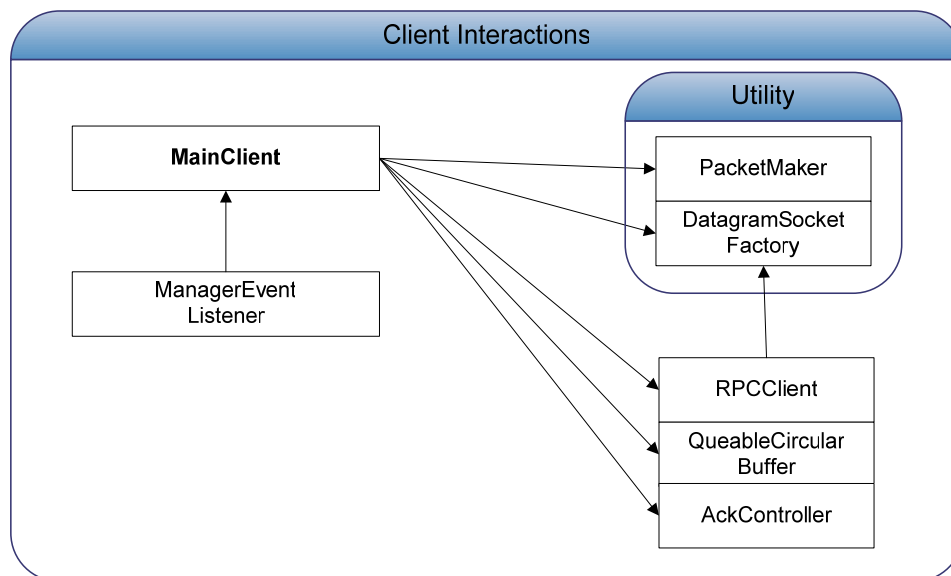 Client Interactions
Utility
MainClient
PacketMaker
DatagramSocket
Factory
ManagerEvent
Listener
RPCClient
QueableCircular
Buffer
AckController